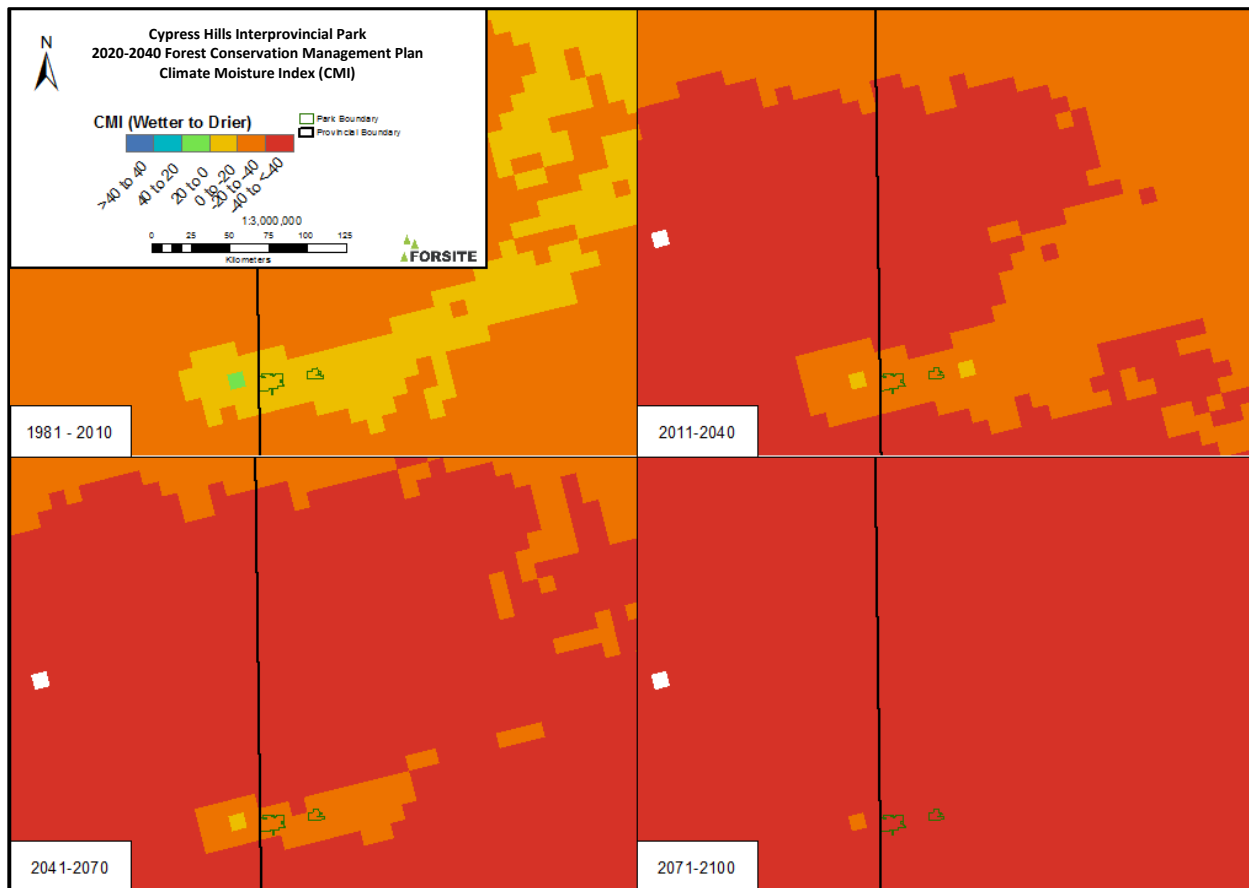 Cypress Hills Interprovincial Park
2020-2040 Forest Conservation Management Plan
Climate Moisture Index (CMI)
N
CMI (Wetter to Drier)
Park Boundary
Provincial Boundary
>40 to 40
40 to 20
20 to 0
0 to -20
-20 to -40
-40 to <-40
1:3,000,000
0 25 50 75 100 125
Kilometers
FORSITE
1981 - 2010
2011-2040
2041-2070
2071-2100